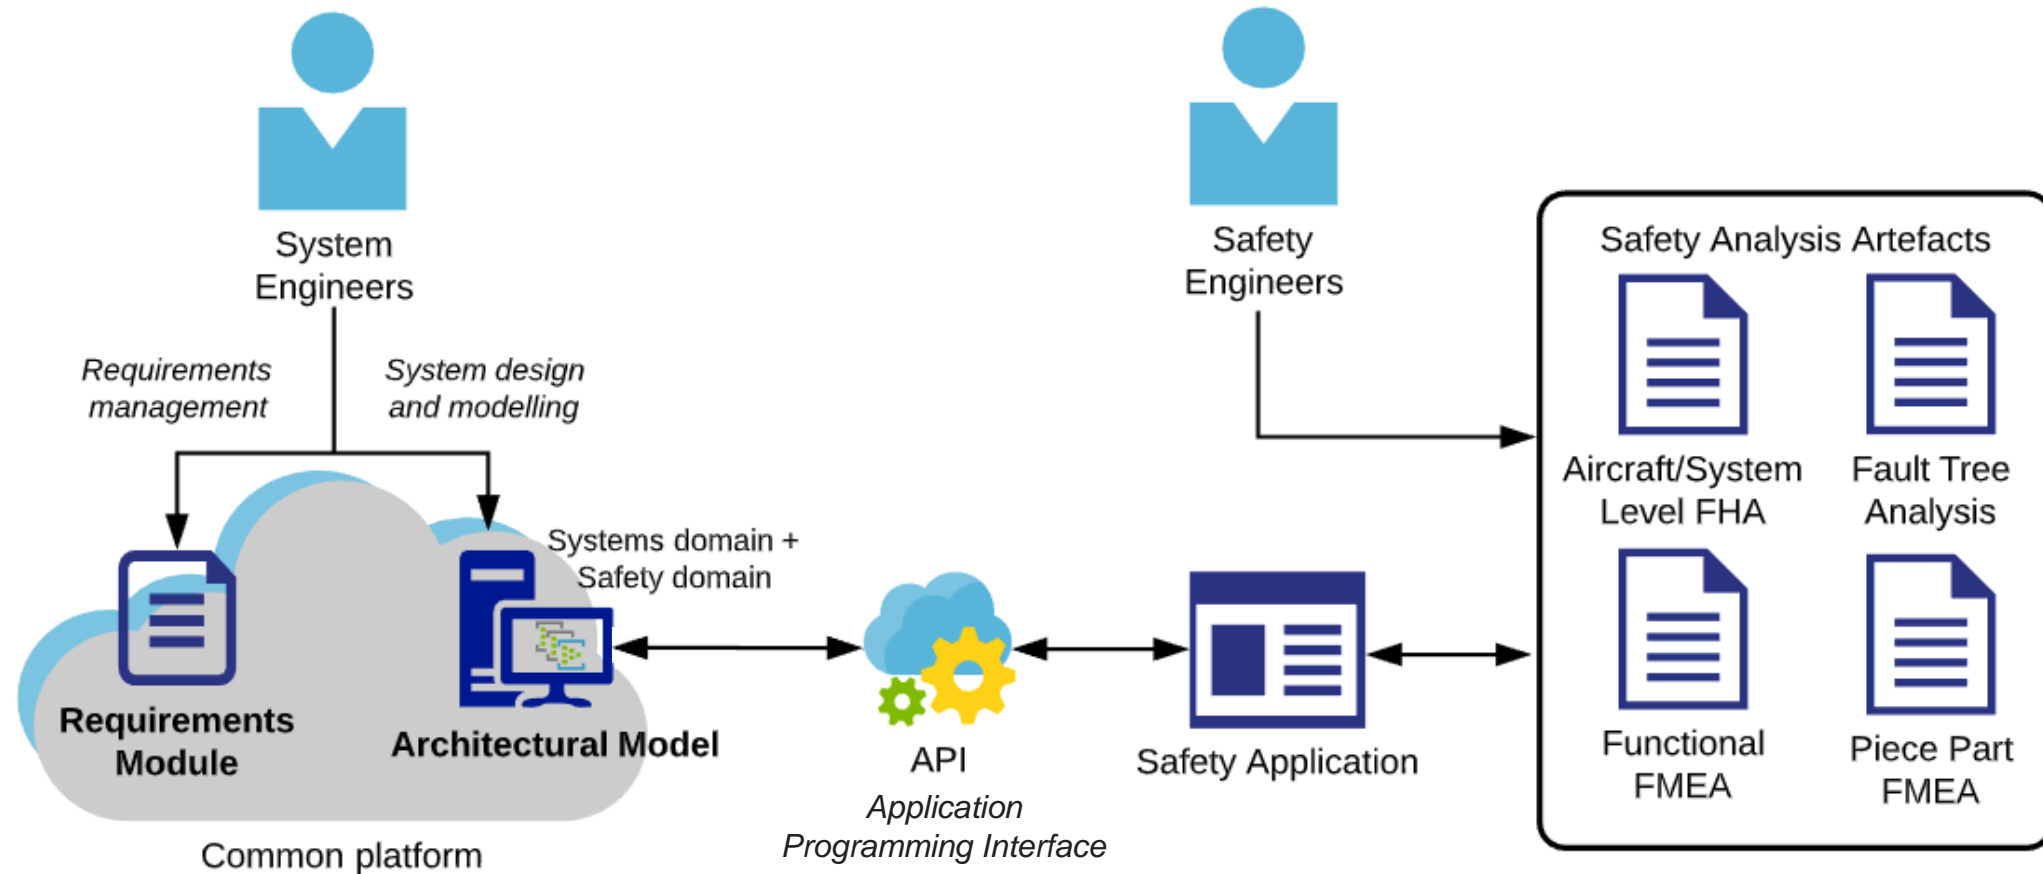 System
Engineers
Requirements
management
System design
and modelling
Systems domain +
Safety domain
Requirements
Module
Architectural Model
Common platform
API
Application
Programming Interface
Safety
Engineers
Safety Application
Safety Analysis Artefacts
Aircraft/System
Level FHA
Fault Tree
Analysis
Functional
FMEA
Piece Part
FMEA